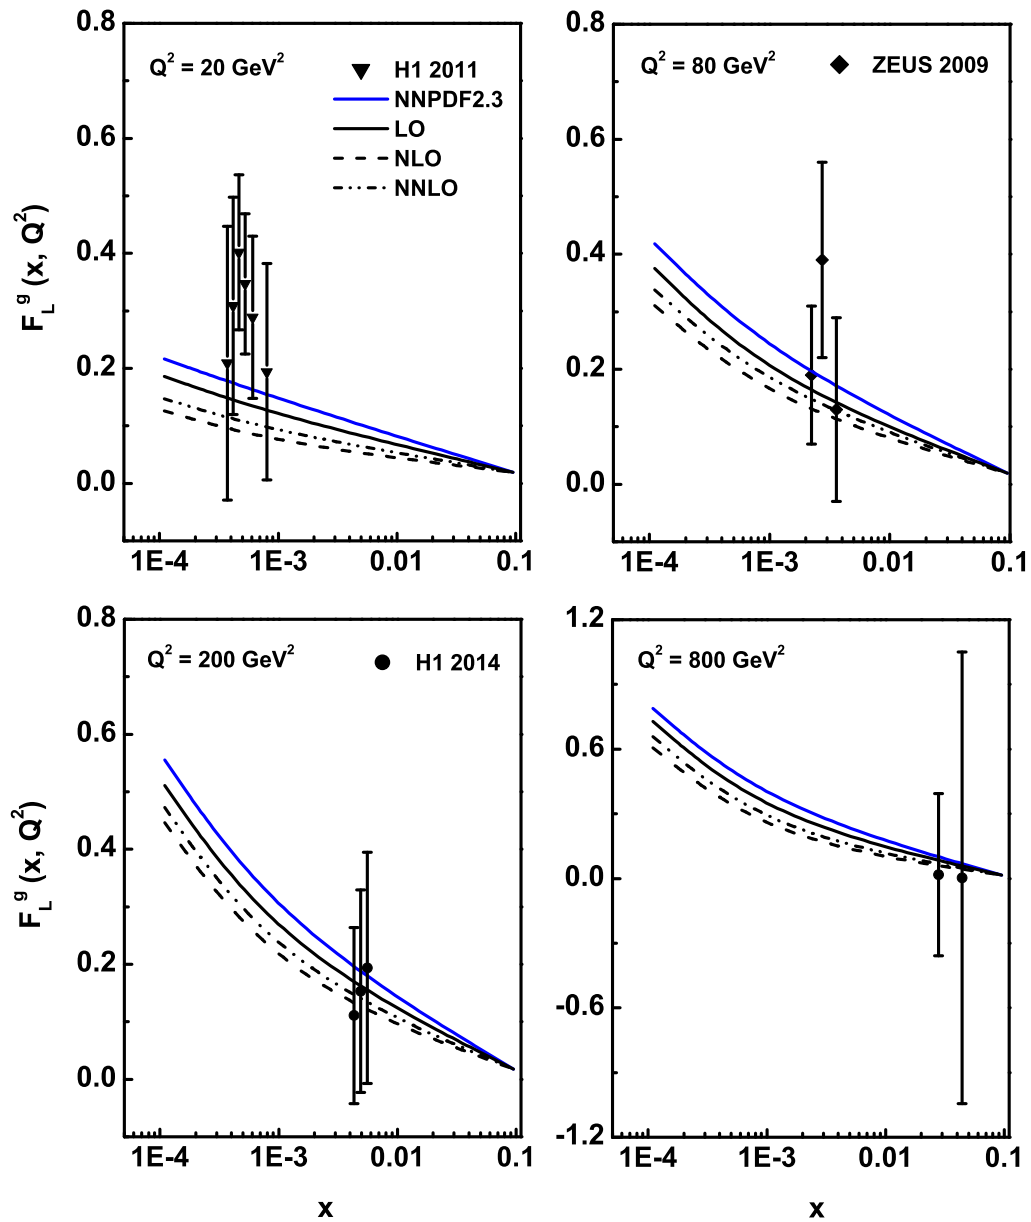 0.8
Q² = 20 GeV²
H1 2011
NNPDF2.3
LO
NLO
NNLO
0.6
0.4
0.2
0.0
F_L^g (x, Q²)
1E-4 1E-3 0.01 0.1
0.8
Q² = 80 GeV²
ZEUS 2009
0.6
0.4
0.2
0.0
1E-4 1E-3 0.01 0.1
0.8
Q² = 200 GeV²
H1 2014
0.6
0.4
0.2
0.0
F_L^g (x, Q²)
1E-4 1E-3 0.01 0.1
x
1.2
Q² = 800 GeV²
0.6
0.0
-0.6
-1.2
1E-4 1E-3 0.01 0.1
x